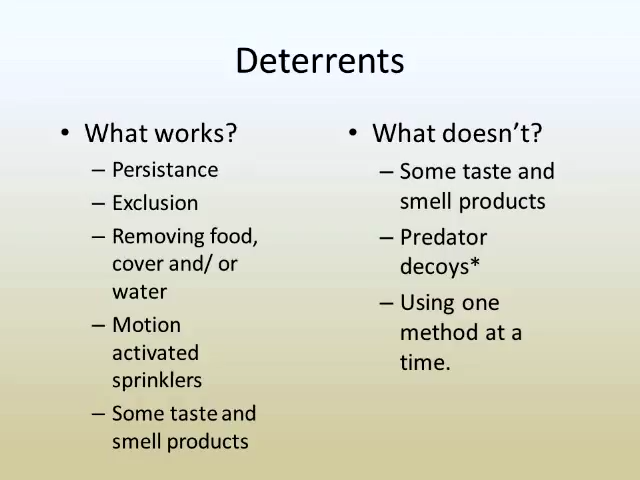 Deterrents
• What works?
– Persistance
– Exclusion
– Removing food,
cover and/ or
water
– Motion
activated
sprinklers
– Some taste and
smell products
• What doesn’t?
– Some taste and
smell products
– Predator
decoys*
– Using one
method at a
time.